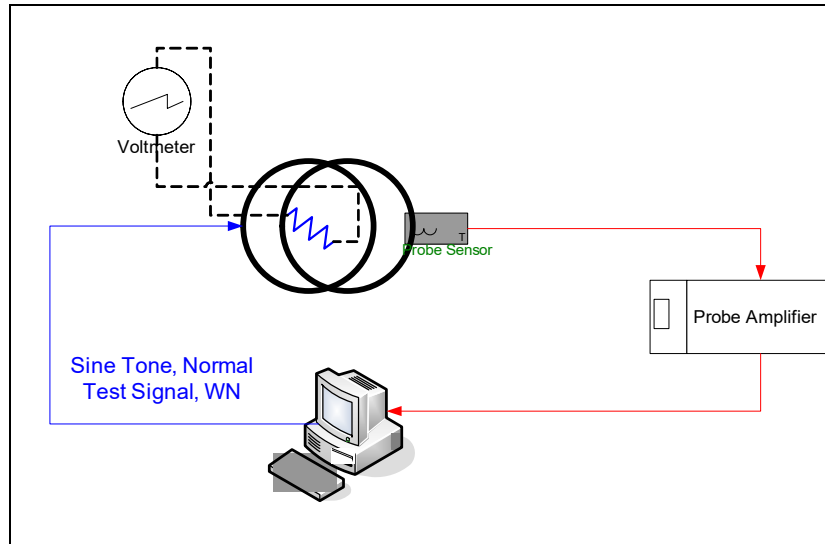 Voltmeter
T
Probe Sensor
Probe Amplifier
Sine Tone, Normal
Test Signal, WN